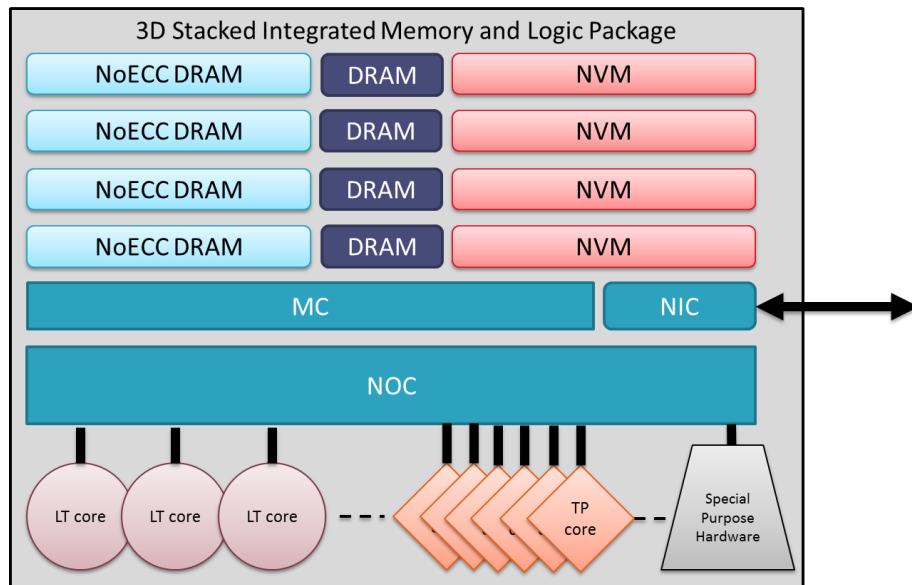 3D Stacked Integrated Memory and Logic Package
NoECC DRAM DRAM NVM
NoECC DRAM DRAM NVM
NoECC DRAM DRAM NVM
NoECC DRAM DRAM NVM
MC NIC
NOC
LT core LT core LT core
TP
core
Special
Purpose
Hardware